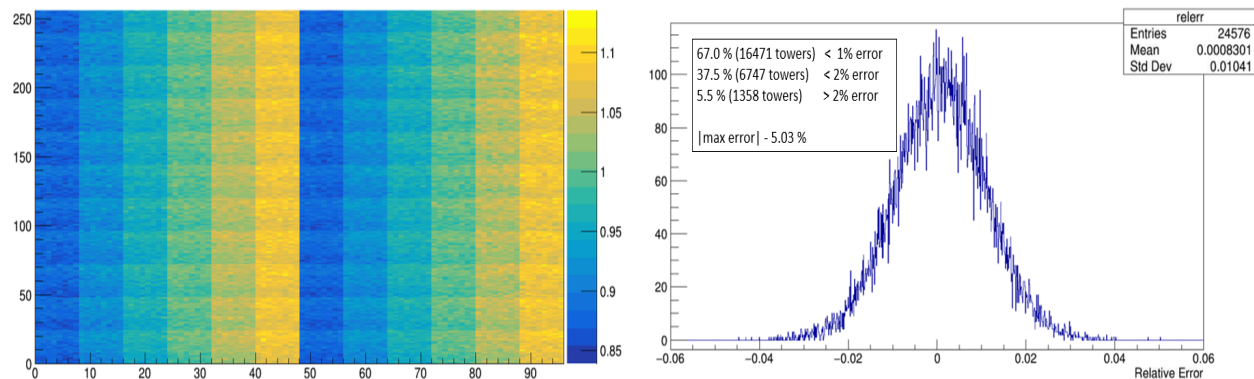 250
200
150
100
50
0
0 10 20 30 40 50 60 70 80 90
1.1
1.05
1
0.95
0.9
0.85
relerr
Entries 24576
Mean 0.0008301
Std Dev 0.01041
67.0 % (16471 towers) < 1% error
37.5 % (6747 towers) < 2% error
5.5 % (1358 towers) > 2% error
|max error| - 5.03 %
100
80
60
40
20
0
−0.06 −0.04 −0.02 0 0.02 0.04 0.06
Relative Error